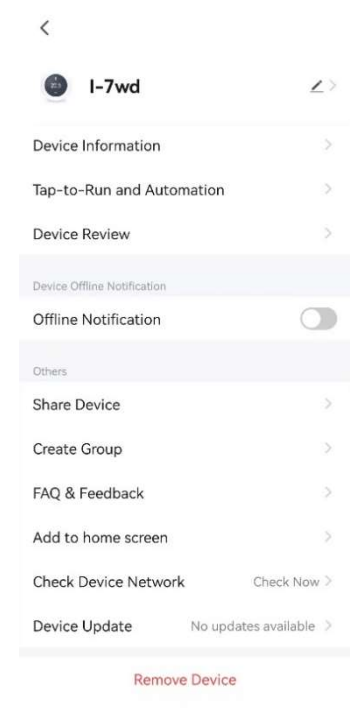 I-7wd
Device Information
Tap-to-Run and Automation
Device Review
Device Offline Notification
Offline Notification
Others
Share Device
Create Group
FAQ & Feedback
Add to home screen
Check Device Network Check Now
Device Update No updates available
Remove Device